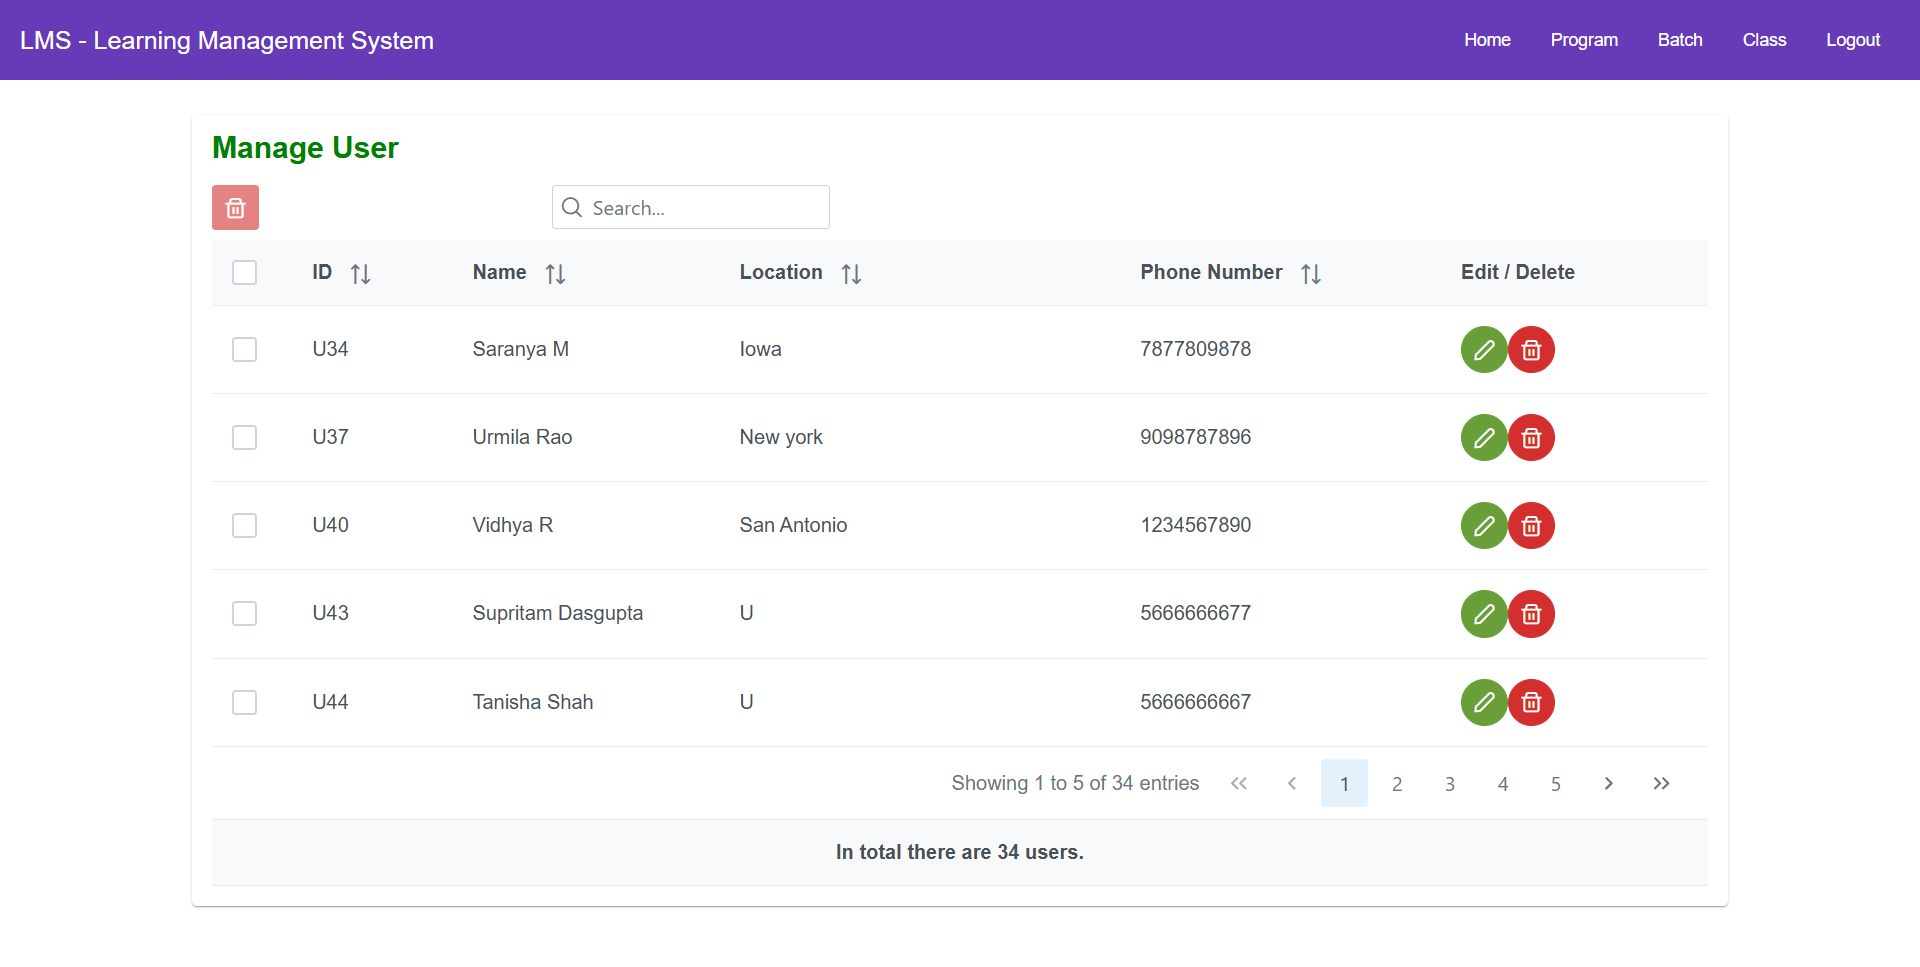 LMS - Learning Management System
Home Program Batch Class Logout
Manage User
Search...
ID Name Location Phone Number Edit / Delete
U34 Saranya M Iowa 7877809878
U37 Urmila Rao New york 9098787896
U40 Vidhya R San Antonio 1234567890
U43 Supritam Dasgupta U 5666666677
U44 Tanisha Shah U 5666666667
Showing 1 to 5 of 34 entries 1 2 3 4 5
In total there are 34 users.